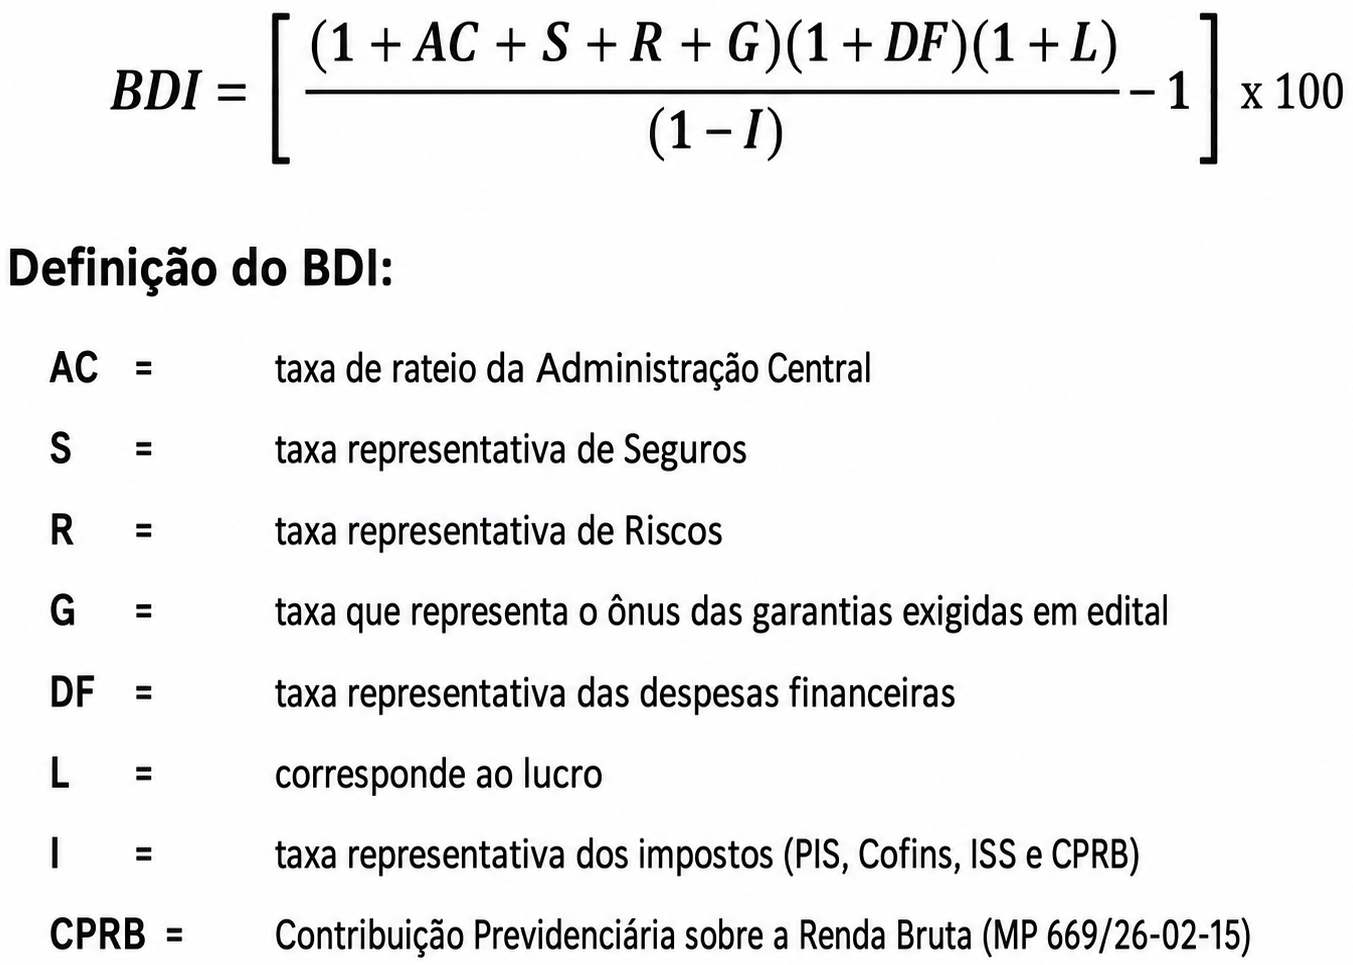 BDI = [ (1 + AC + S + R + G)(1 + DF)(1 + L) / (1 – I) – 1 ] x 100
Definição do BDI:
AC = taxa de rateio da Administração Central
S = taxa representativa de Seguros
R = taxa representativa de Riscos
G = taxa que representa o ônus das garantias exigidas em edital
DF = taxa representativa das despesas financeiras
L = corresponde ao lucro
I = taxa representativa dos impostos (PIS, Cofins, ISS e CPRB)
CPRB = Contribuição Previdenciária sobre a Renda Bruta (MP 669/26-02-15)